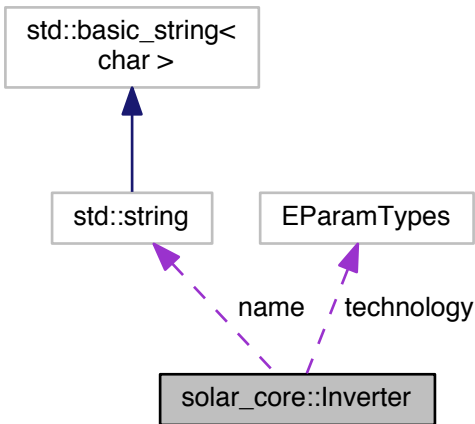 std::basic_string<
char >
std::string
EParamTypes
name
technology
solar_core::Inverter